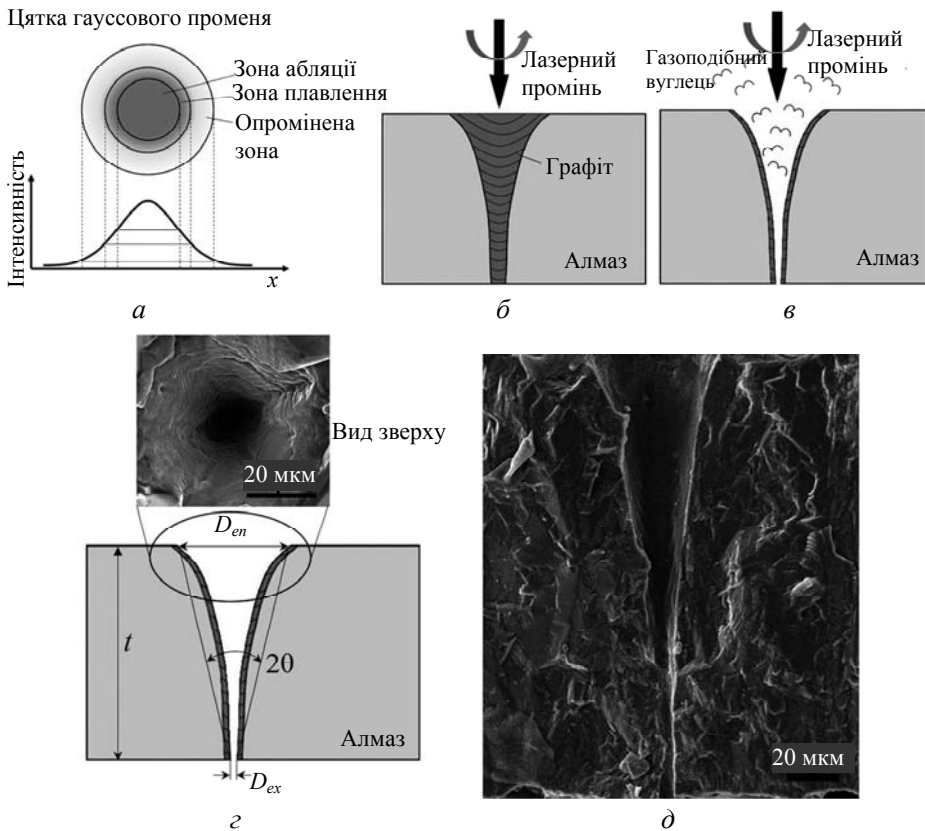 Цятка гауссового променя
Зона абляції
Зона плавлення
Опромінена
зона
Інтенсивність
x
а
Лазерний
промінь
Графіт
Алмаз
б
Газоподібний
вуглець
Лазерний
промінь
Алмаз
в
20 мкм
Вид зверху
D_en
t
2θ
Алмаз
D_ex
г
20 мкм
д